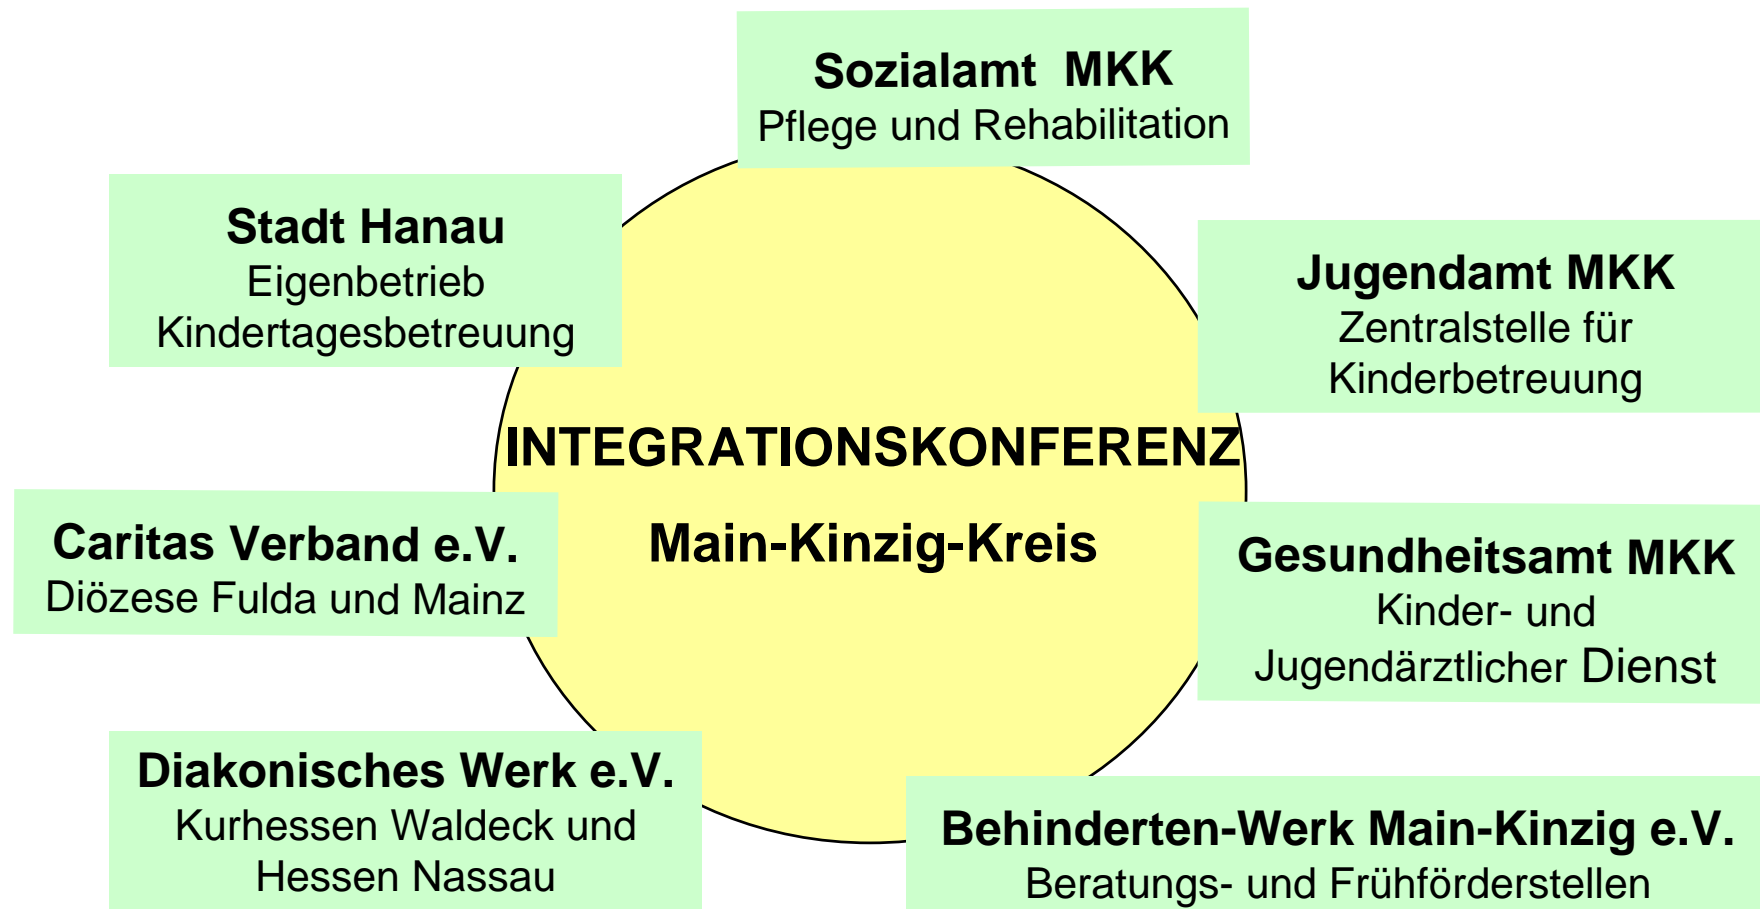 Sozialamt MKK
Pflege und Rehabilitation
Stadt Hanau
Eigenbetrieb
Kindertagesbetreuung
Jugendamt MKK
Zentralstelle für
Kinderbetreuung
INTEGRATIONSKONFERENZ
Main-Kinzig-Kreis
Caritas Verband e.V.
Diözese Fulda und Mainz
Gesundheitsamt MKK
Kinder- und
Jugendärztlicher Dienst
Diakonisches Werk e.V.
Kurhessen Waldeck und
Hessen Nassau
Behinderten-Werk Main-Kinzig e.V.
Beratungs- und Frühförderstellen